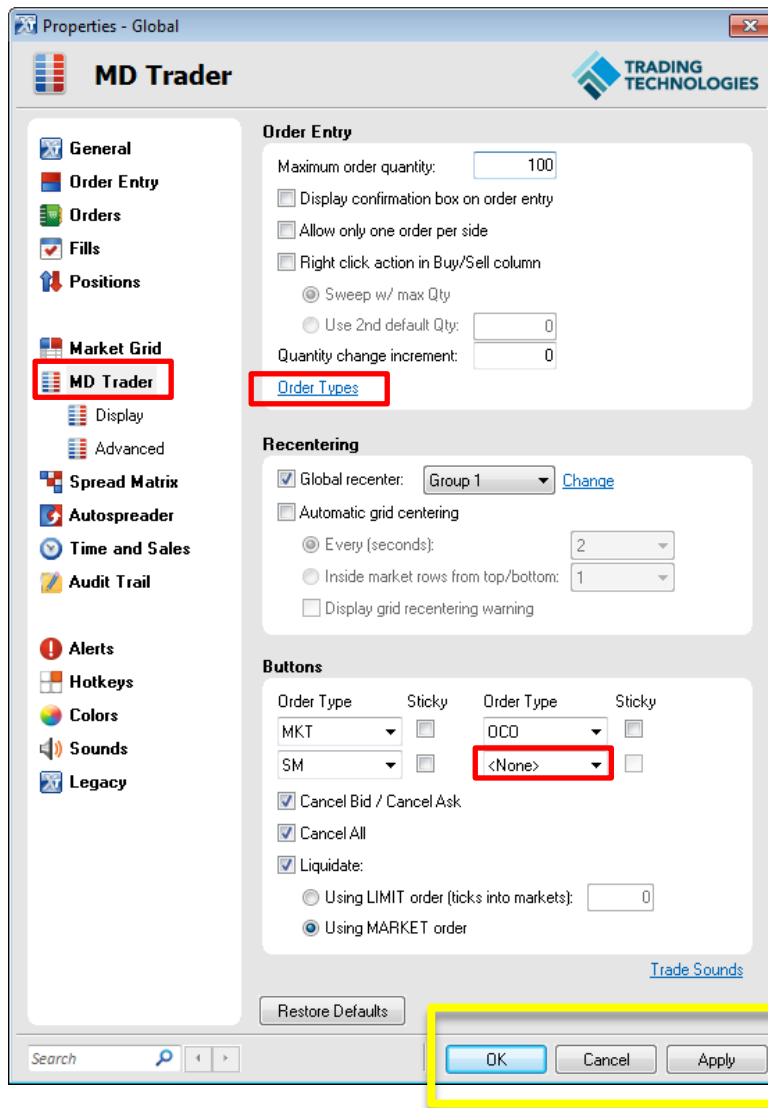 Properties - Global
MD Trader
TRADING
TECHNOLOGIES
General
Order Entry
Orders
Fills
Positions
Market Grid
MD Trader
Display
Advanced
Spread Matrix
Autospreader
Time and Sales
Audit Trail
Alerts
Hotkeys
Colors
Sounds
Legacy
Order Entry
Maximum order quantity: 100
Display confirmation box on order entry
Allow only one order per side
Right click action in Buy/Sell column
Sweep w/ max Qty
Use 2nd default Qty: 0
Quantity change increment: 0
Order Types
Recentering
Global recenter: Group 1 Change
Automatic grid centering
Every (seconds): 2
Inside market rows from top/bottom: 1
Display grid recentering warning
Buttons
Order Type Sticky Order Type Sticky
MKT OCO
SM <None>
Cancel Bid / Cancel Ask
Cancel All
Liquidate:
Using LIMIT order (ticks into markets): 0
Using MARKET order
Trade Sounds
Restore Defaults
Search
OK Cancel Apply